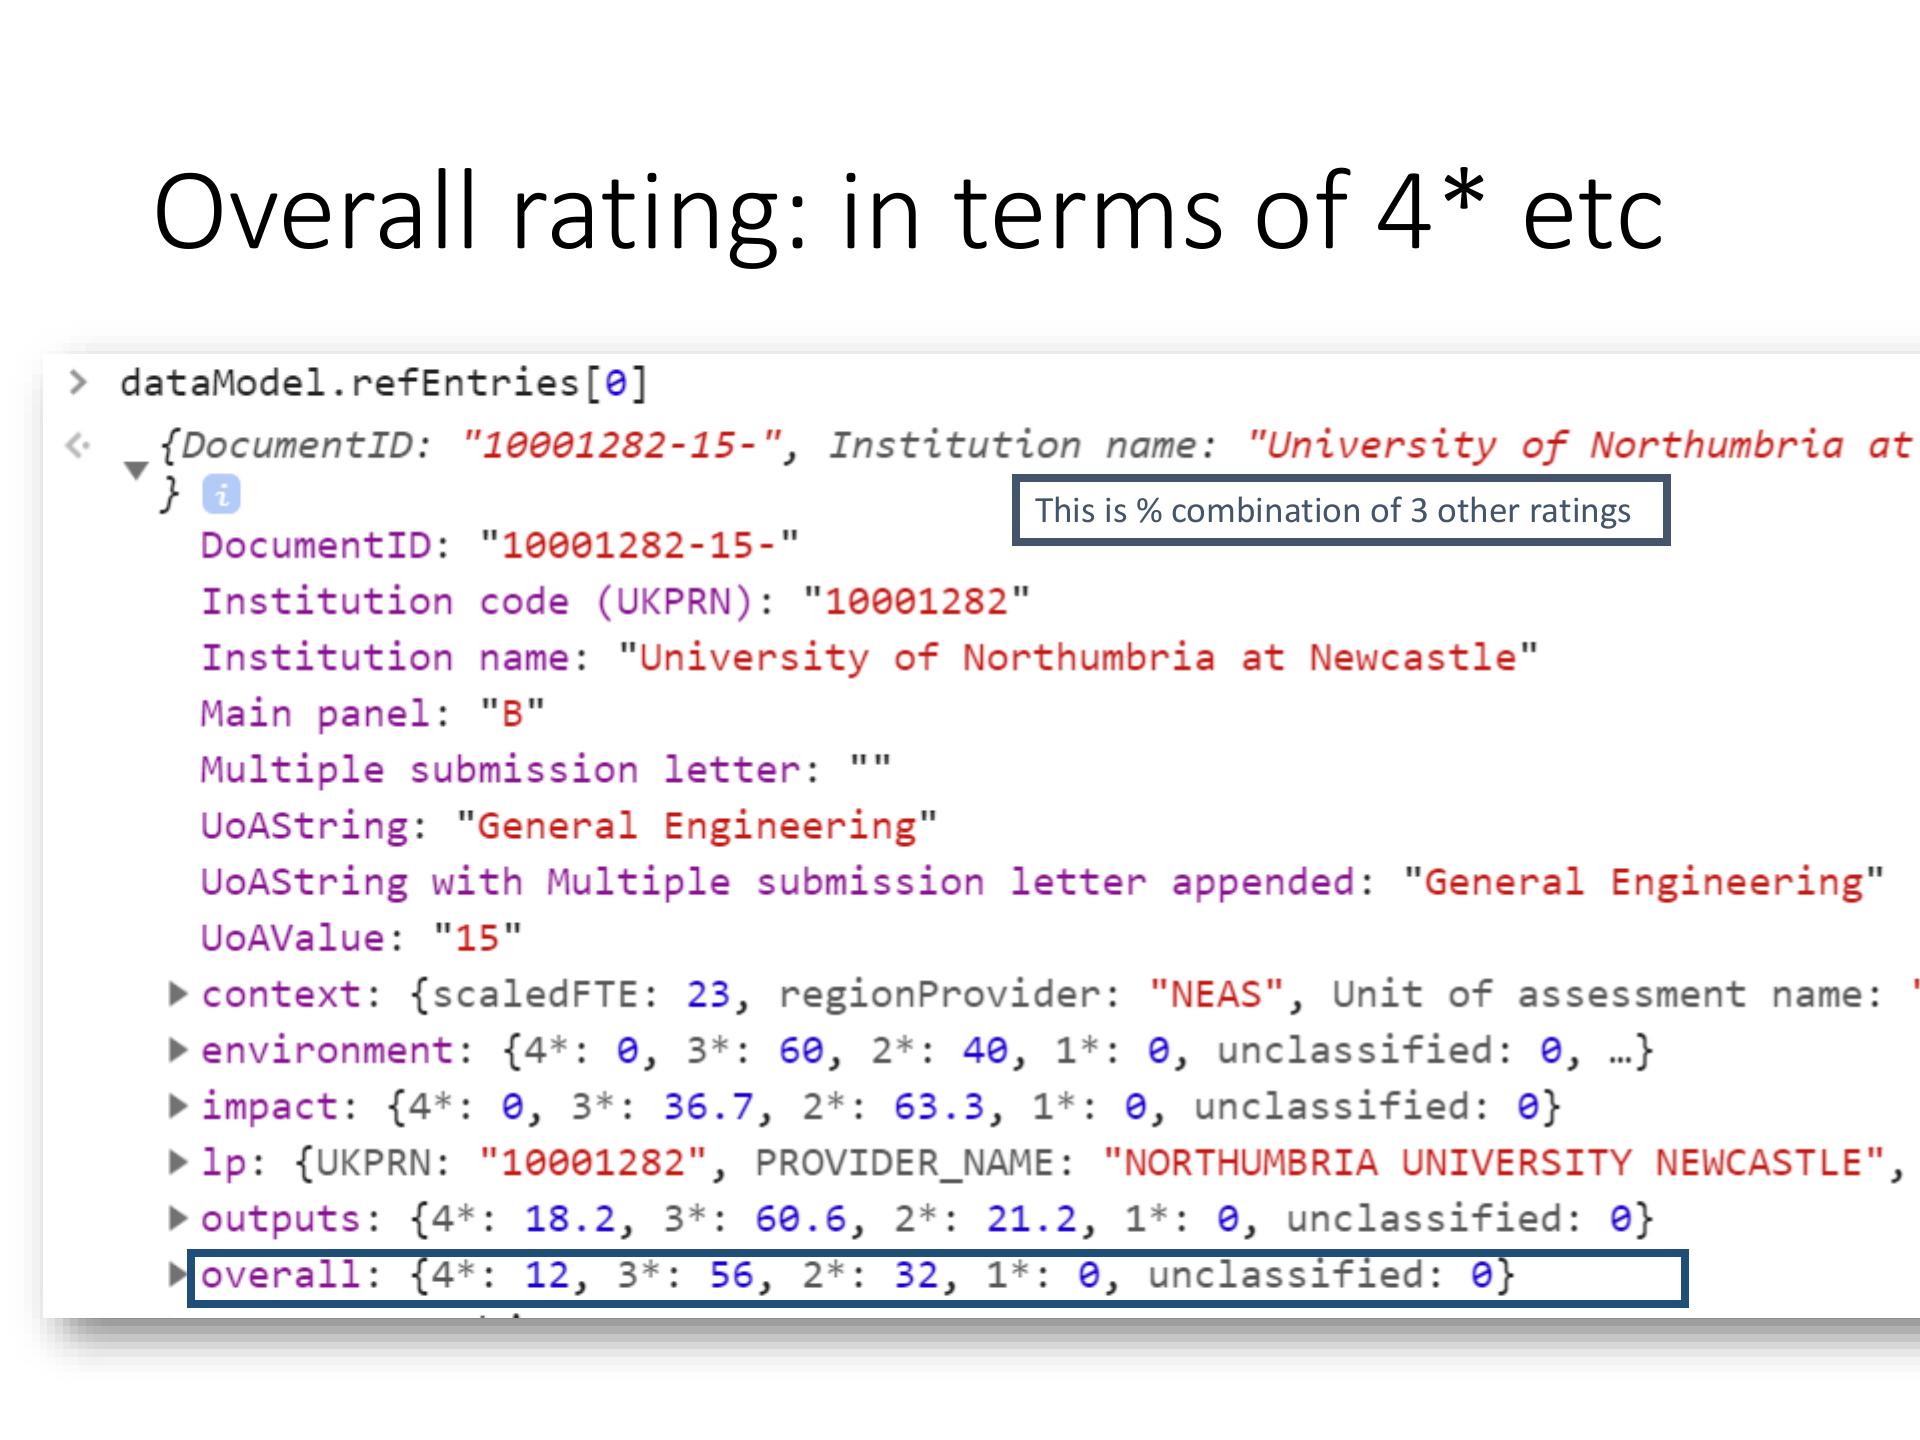 Overall rating: in terms of 4* etc
> dataModel.refEntries[0]
{DocumentID: "10001282-15-", Institution name: "University of Northumbria at
} i
This is % combination of 3 other ratings
DocumentID: "10001282-15-"
Institution code (UKPRN): "10001282"
Institution name: "University of Northumbria at Newcastle"
Main panel: "B"
Multiple submission letter: ""
UoAString: "General Engineering"
UoAString with Multiple submission letter appended: "General Engineering"
UoAValue: "15"
context: {scaledFTE: 23, regionProvider: "NEAS", Unit of assessment name: "
environment: {4*: 0, 3*: 60, 2*: 40, 1*: 0, unclassified: 0, …}
impact: {4*: 0, 3*: 36.7, 2*: 63.3, 1*: 0, unclassified: 0}
lp: {UKPRN: "10001282", PROVIDER_NAME: "NORTHUMBRIA UNIVERSITY NEWCASTLE",
outputs: {4*: 18.2, 3*: 60.6, 2*: 21.2, 1*: 0, unclassified: 0}
overall: {4*: 12, 3*: 56, 2*: 32, 1*: 0, unclassified: 0}